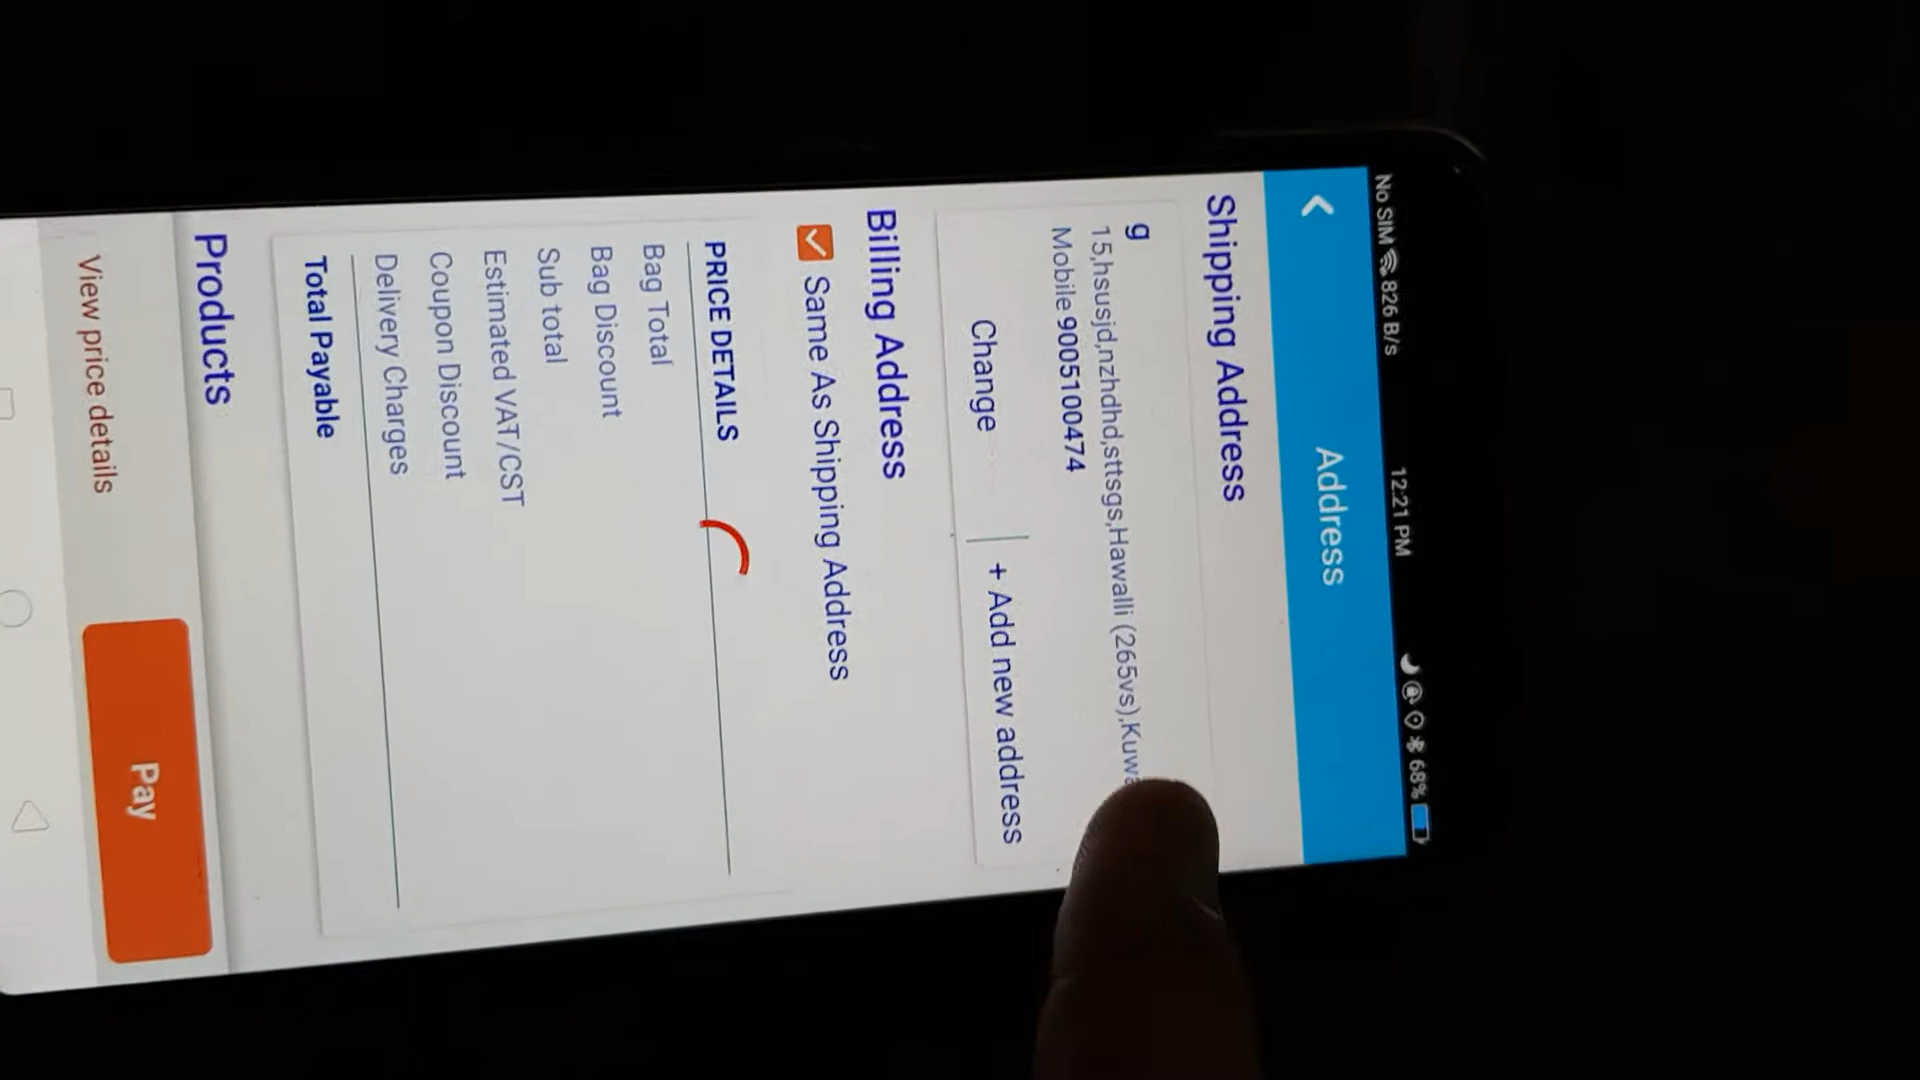 No SIM 826 B/s 12:21 PM 68%
Address
Shipping Address
g
15,hsusjd,nzhdhd,sttsgs,Hawalli (265vs),
Mobile 9005100474
Change + Add new address
Billing Address
Same As Shipping Address
PRICE DETAILS
Bag Total
Bag Discount
Sub total
Estimated VAT/CST
Coupon Discount
Delivery Charges
Total Payable
Products
View price details Pay